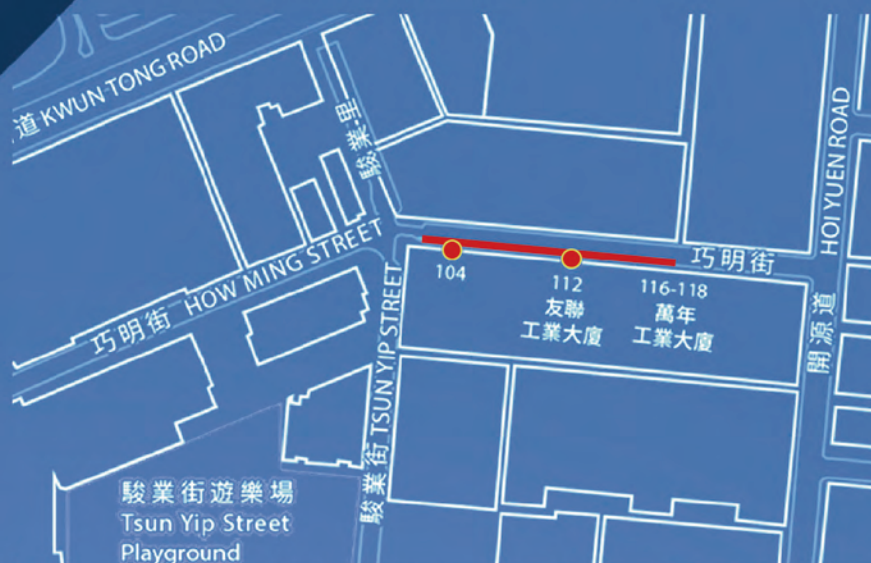 道 KWUN TONG ROAD
駿業里
HOI YUEN ROAD
巧明街 HOW MING STREET
巧明街
104
112
友聯
工業大廈
116-118
萬年
工業大廈
開源道
駿業街 TSUN YIP STREET
駿業街遊樂場
Tsun Yip Street
Playground